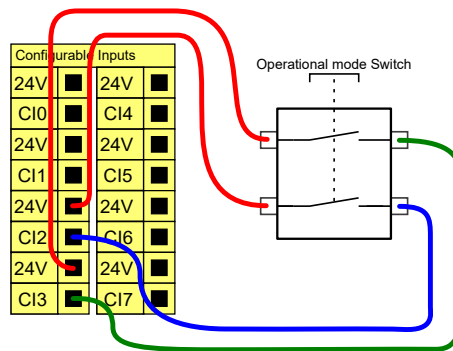 Configurable Inputs
Operational mode Switch
24V 24V
CI0 CI4
24V 24V
CI1 CI5
24V 24V
CI2 CI6
24V 24V
CI3 CI7